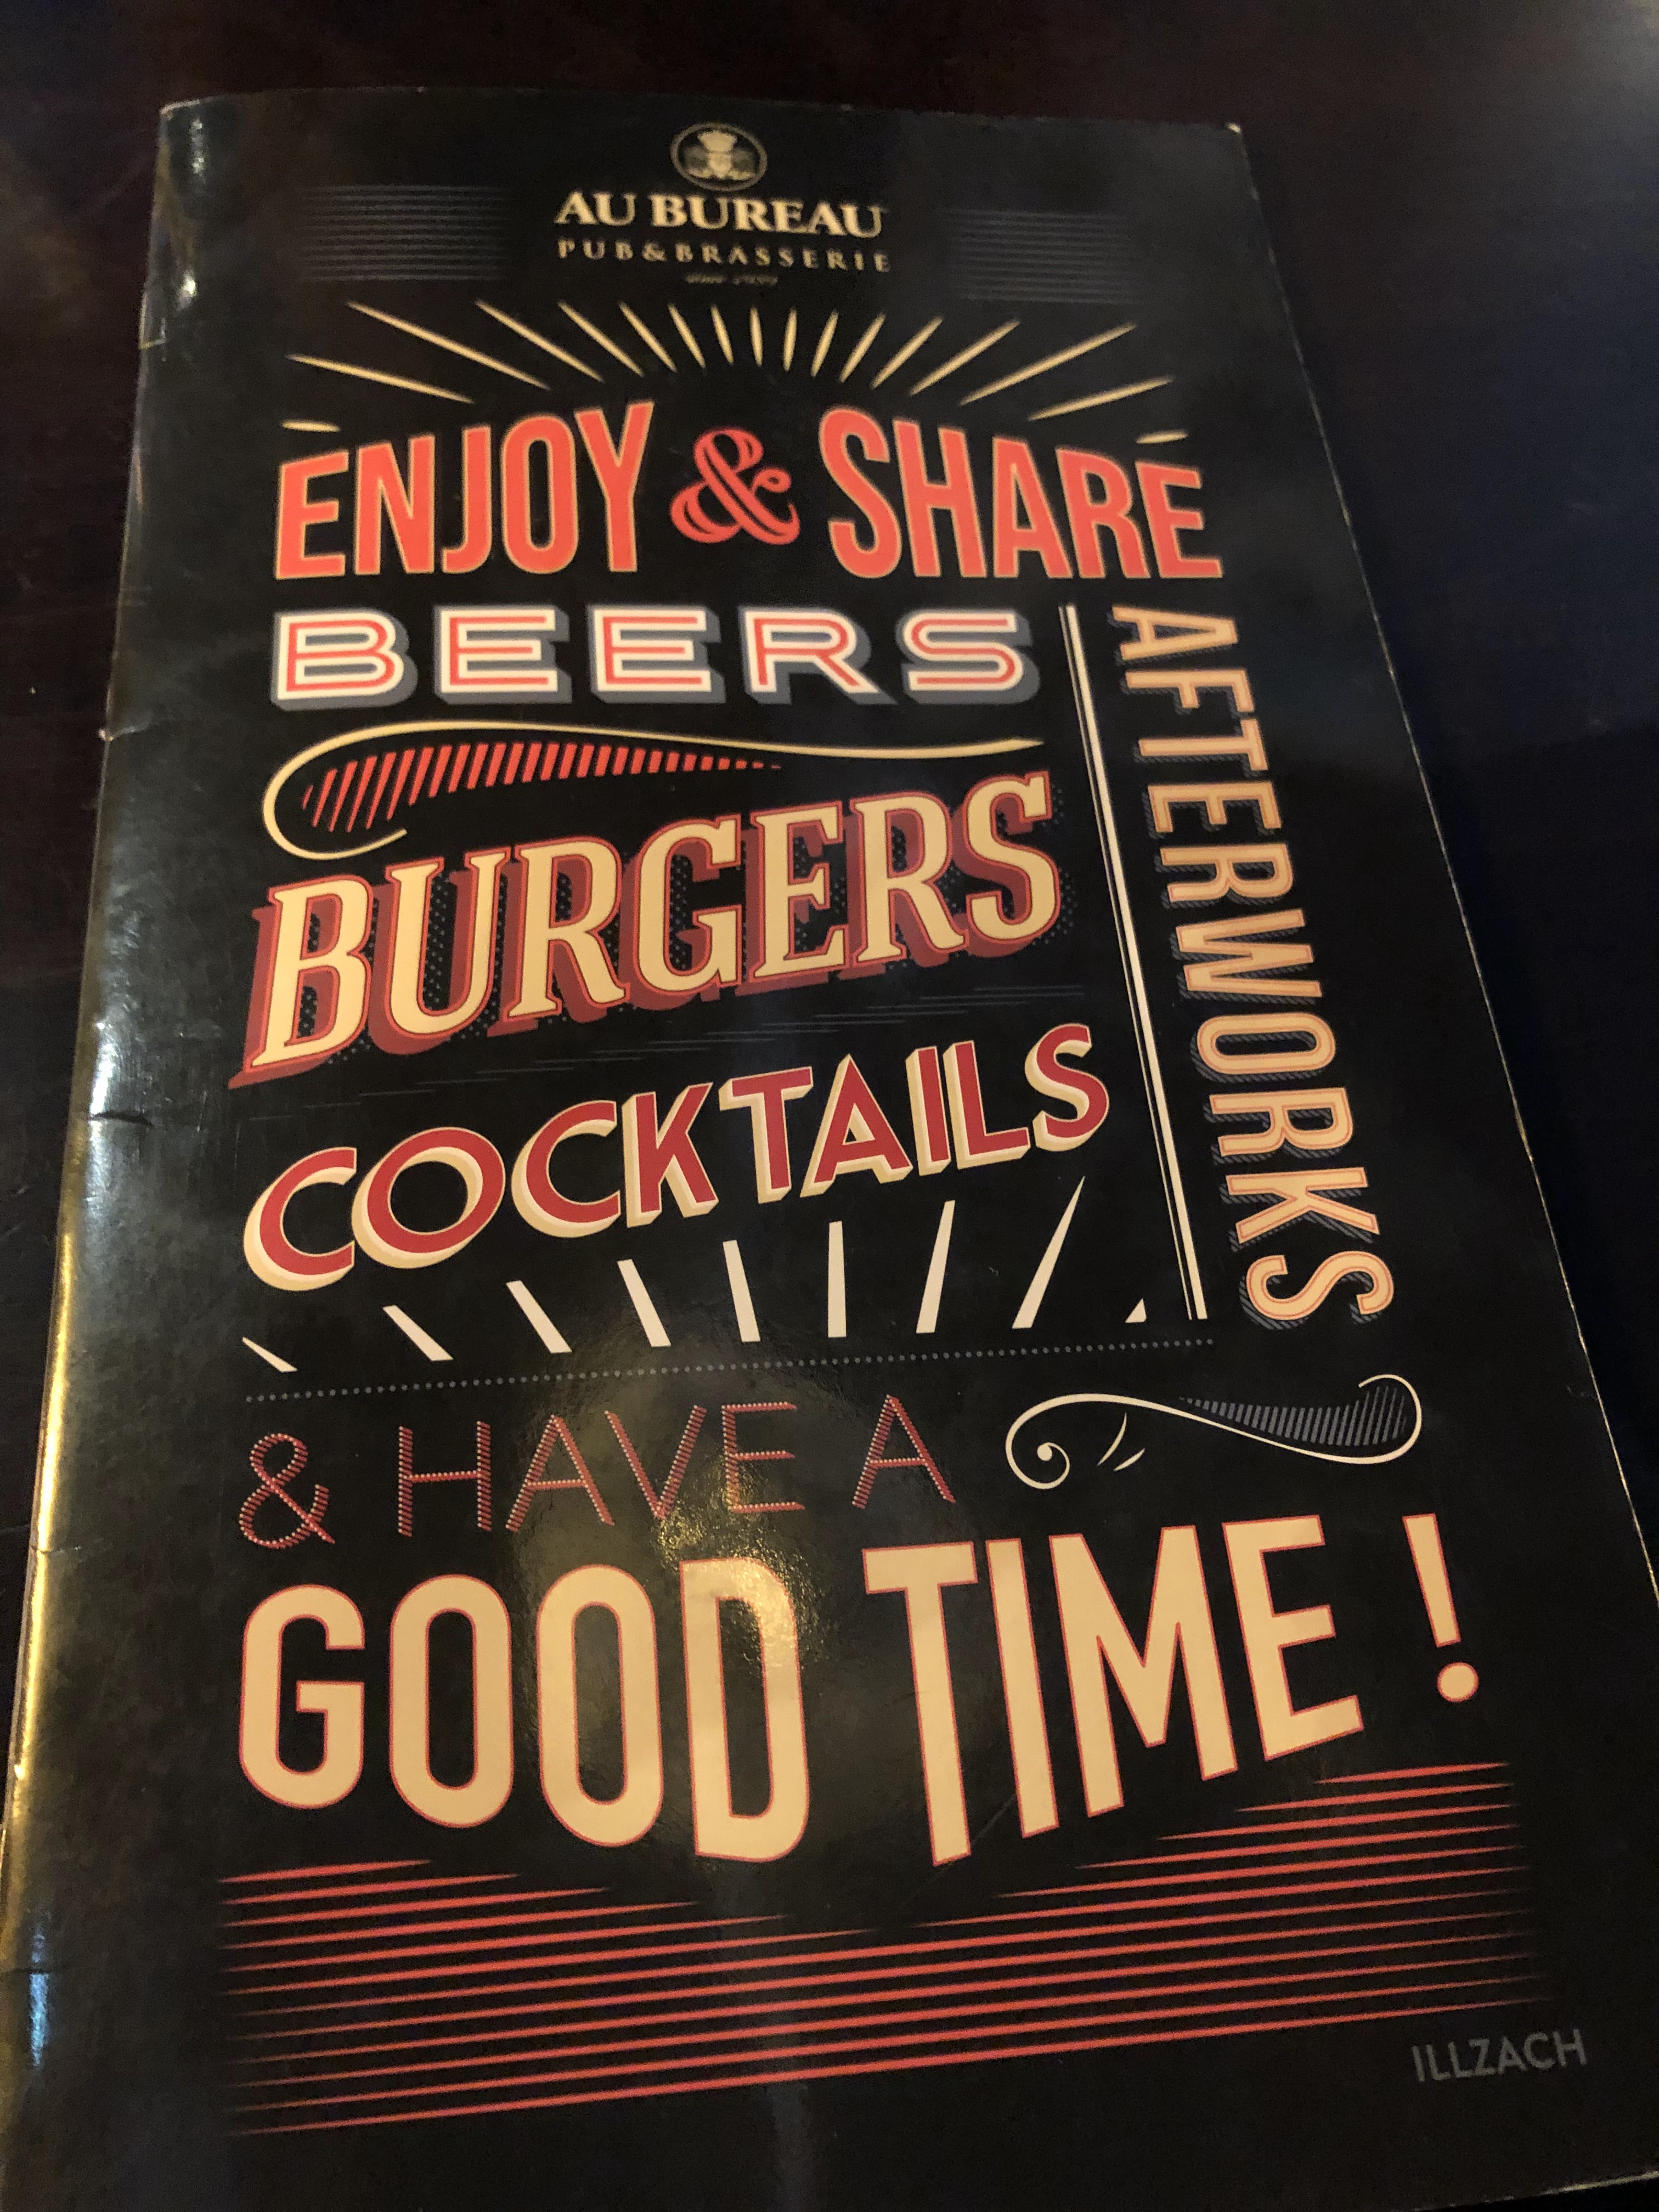 AU BUREAU
PUB & BRASSERIE
ENJOY & SHARE
BEERS
BURGERS
COCKTAILS
AFTERWORKS
& HAVE A
GOOD TIME !
ILLZACH